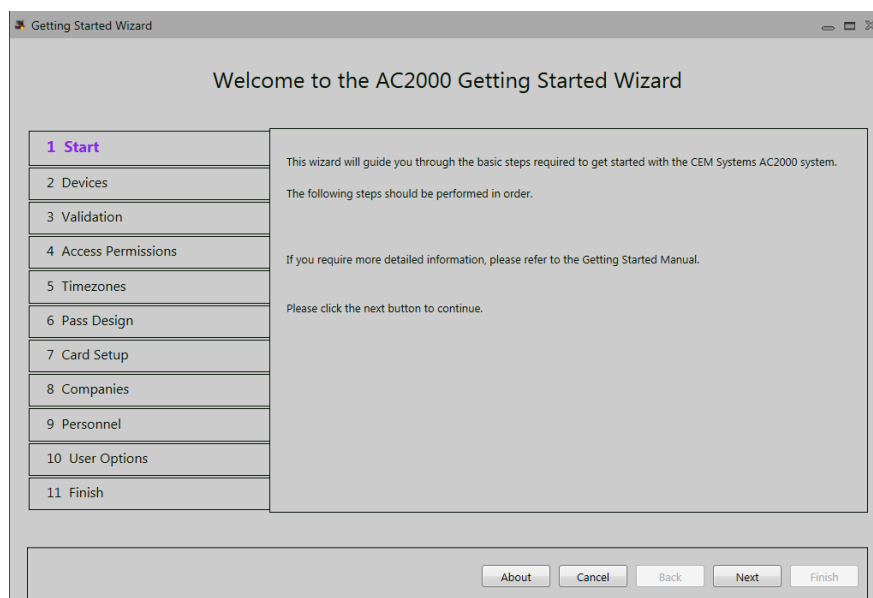 Getting Started Wizard
Welcome to the AC2000 Getting Started Wizard
1 Start
2 Devices
3 Validation
4 Access Permissions
5 Timezones
6 Pass Design
7 Card Setup
8 Companies
9 Personnel
10 User Options
11 Finish
This wizard will guide you through the basic steps required to get started with the CEM Systems AC2000 system.
The following steps should be performed in order.
If you require more detailed information, please refer to the Getting Started Manual.
Please click the next button to continue.
About Cancel Back Next Finish